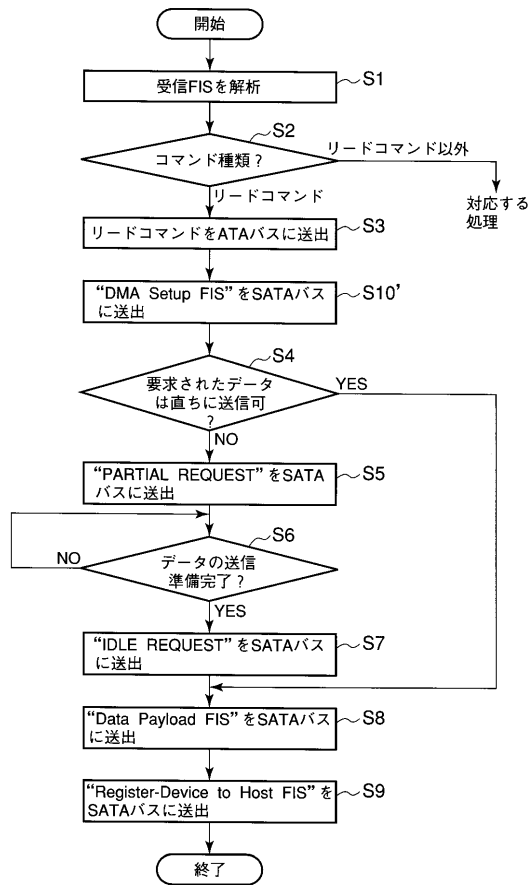 開始
受信FISを解析
S1
S2
コマンド種類？
リードコマンド以外
リードコマンド
対応する
処理
リードコマンドをATAバスに送出
S3
“DMA Setup FIS”をSATAバス
に送出
S10’
S4
要求されたデータ
は直ちに送信可
？
YES
NO
“PARTIAL REQUEST”をSATA
バスに送出
S5
S6
データの送信
準備完了？
NO
YES
“IDLE REQUEST”をSATAバス
に送出
S7
“Data Payload FIS”をSATAバス
に送出
S8
“Register-Device to Host FIS”を
SATAバスに送出
S9
終了